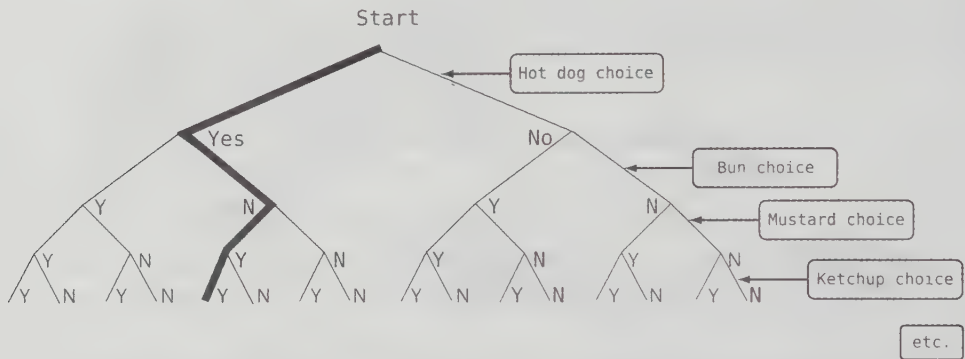 Start
Hot dog choice
Yes No
Bun choice
Y N Y N
Mustard choice
Y N Y N Y N Y N
Ketchup choice
Y N Y N Y N Y N Y N Y N Y N Y N
etc.